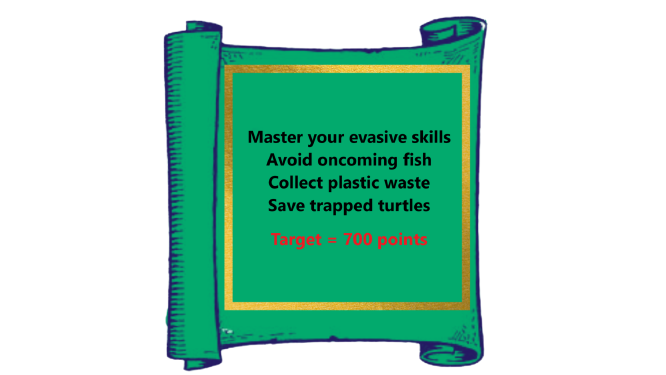 Master your evasive skills
Avoid oncoming fish
Collect plastic waste
Save trapped turtles
Target = 700 points